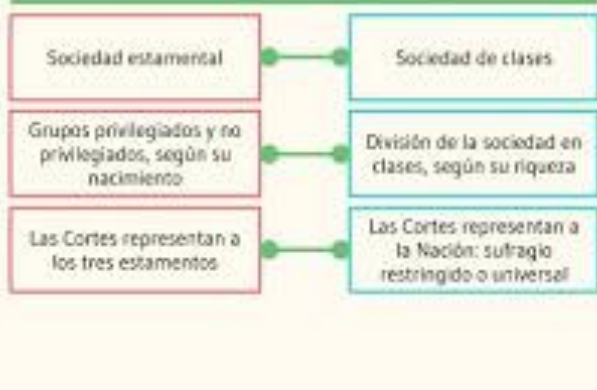 Sociedad estamental
Sociedad de clases
Grupos privilegiados y no
privilegiados, según su
nacimiento
División de la sociedad en
clases, según su riqueza
Las Cortes representan a
los tres estamentos
Las Cortes representan a
la Nación: sufragio
restringido o universal